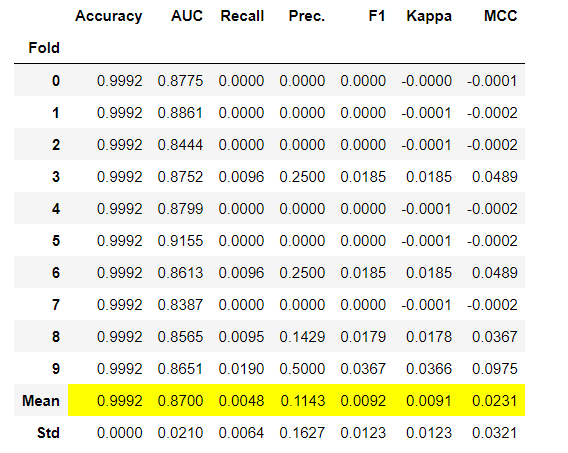 Accuracy AUC Recall Prec. F1 Kappa MCC
Fold
0 0.9992 0.8775 0.0000 0.0000 0.0000 -0.0000 -0.0001
1 0.9992 0.8861 0.0000 0.0000 0.0000 -0.0001 -0.0002
2 0.9992 0.8444 0.0000 0.0000 0.0000 -0.0001 -0.0002
3 0.9992 0.8752 0.0096 0.2500 0.0185 0.0185 0.0489
4 0.9992 0.8799 0.0000 0.0000 0.0000 -0.0001 -0.0002
5 0.9992 0.9155 0.0000 0.0000 0.0000 -0.0001 -0.0002
6 0.9992 0.8613 0.0096 0.2500 0.0185 0.0185 0.0489
7 0.9992 0.8387 0.0000 0.0000 0.0000 -0.0001 -0.0002
8 0.9992 0.8565 0.0095 0.1429 0.0179 0.0178 0.0367
9 0.9992 0.8651 0.0190 0.5000 0.0367 0.0366 0.0975
Mean 0.9992 0.8700 0.0048 0.1143 0.0092 0.0091 0.0231
Std 0.0000 0.0210 0.0064 0.1627 0.0123 0.0123 0.0321